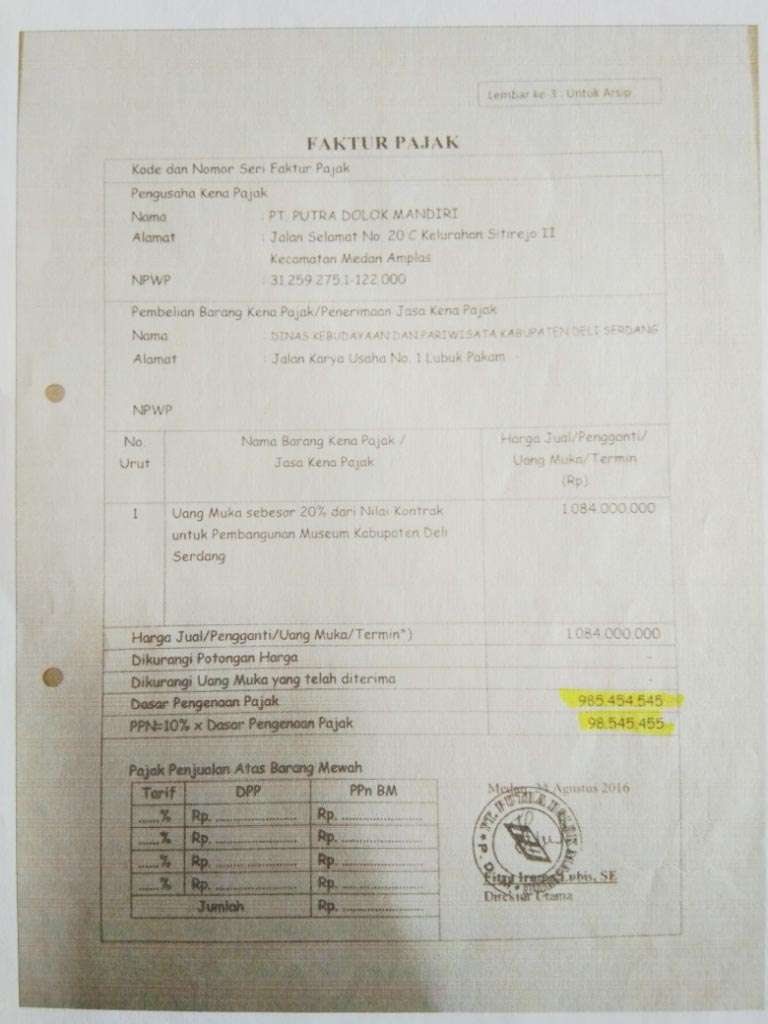 Lembar ke 3 : Untuk Arsip
FAKTUR PAJAK
Kode dan Nomor Seri Faktur Pajak
Pengusaha Kena Pajak
Nama : PT. PUTRA DOLOK MANDIRI
Alamat : Jalan Selamat No. 20 C Kelurahan Sitirejo II
Kecamatan Medan Amplas
NPWP : 31.259.275.1-122.000
Pembelian Barang Kena Pajak/Penerimaan Jasa Kena Pajak
Nama : DINAS KEBUDAYAAN DAN PARIWISATA KABUPATEN DELI SERDANG
Alamat : Jalan Karya Usaha No. 1 Lubuk Pakam
NPWP
No. Nama Barang Kena Pajak / Harga Jual/Pengganti/
Urut Jasa Kena Pajak Uang Muka/Termin
(Rp)
1 Uang Muka sebesar 20% dari Nilai Kontrak 1.084.000.000
untuk Pembangunan Museum Kabupaten Deli
Serdang
Harga Jual/Pengganti/Uang Muka/Termin*) 1.084.000.000
Dikurangi Potongan Harga -
Dikurangi Uang Muka yang telah diterima -
Dasar Pengenaan Pajak 985.454.545
PPN=10% x Dasar Pengenaan Pajak 98.545.455
Pajak Penjualan Atas Barang Mewah
Tarif DPP PPn BM
......% Rp. .................... Rp. ....................
......% Rp. .................... Rp. ....................
......% Rp. .................... Rp. ....................
......% Rp. .................... Rp. ....................
Jumlah Rp. ....................
Medan, Agustus 2016
Lubis, SE
Direktur Utama